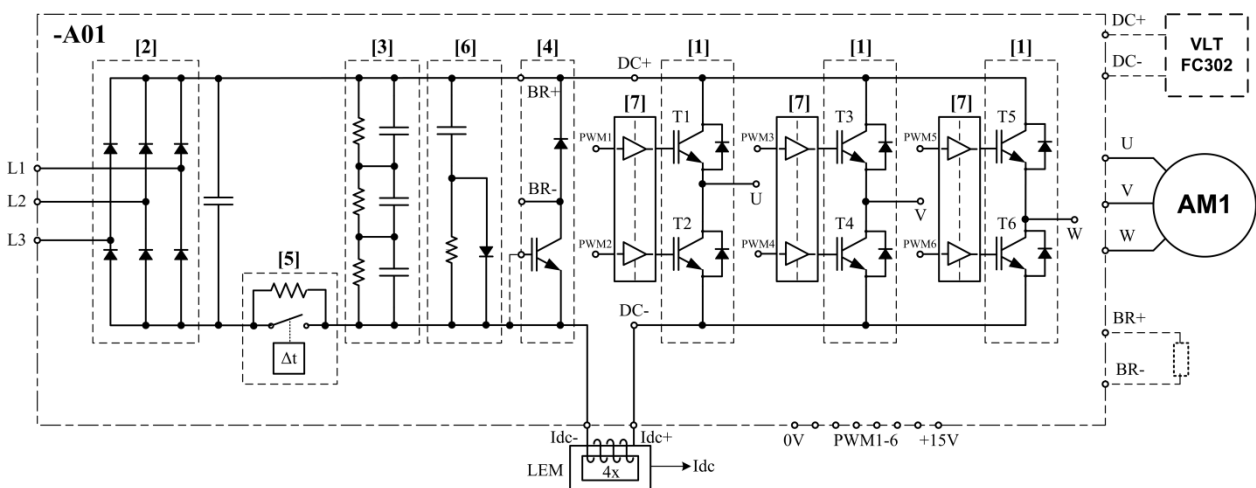 -A01
[2]
[3]
[6]
[4]
[1]
[1]
[1]
DC+
VLT
FC302
DC-
BR+
DC+
[7]
[7]
[7]
PWM1
T1
PWM3
T3
PWM5
T5
L1
L2
L3
BR-
U
V
W
U
V
W
AM1
PWM2
T2
PWM4
T4
PWM6
T6
[5]
Δt
DC-
BR+
BR-
Idc-
Idc+
LEM
4x
Idc
0V
PWM1-6
+15V